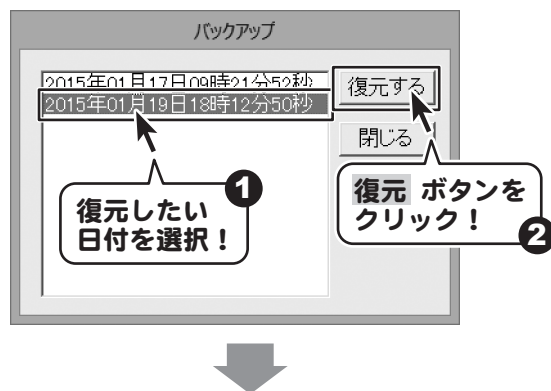 バックアップ
2015年01月17日09時21分52秒
2015年01月19日18時12分50秒
復元する
閉じる
1
復元したい
日付を選択!
復元 ボタンを
クリック!
2